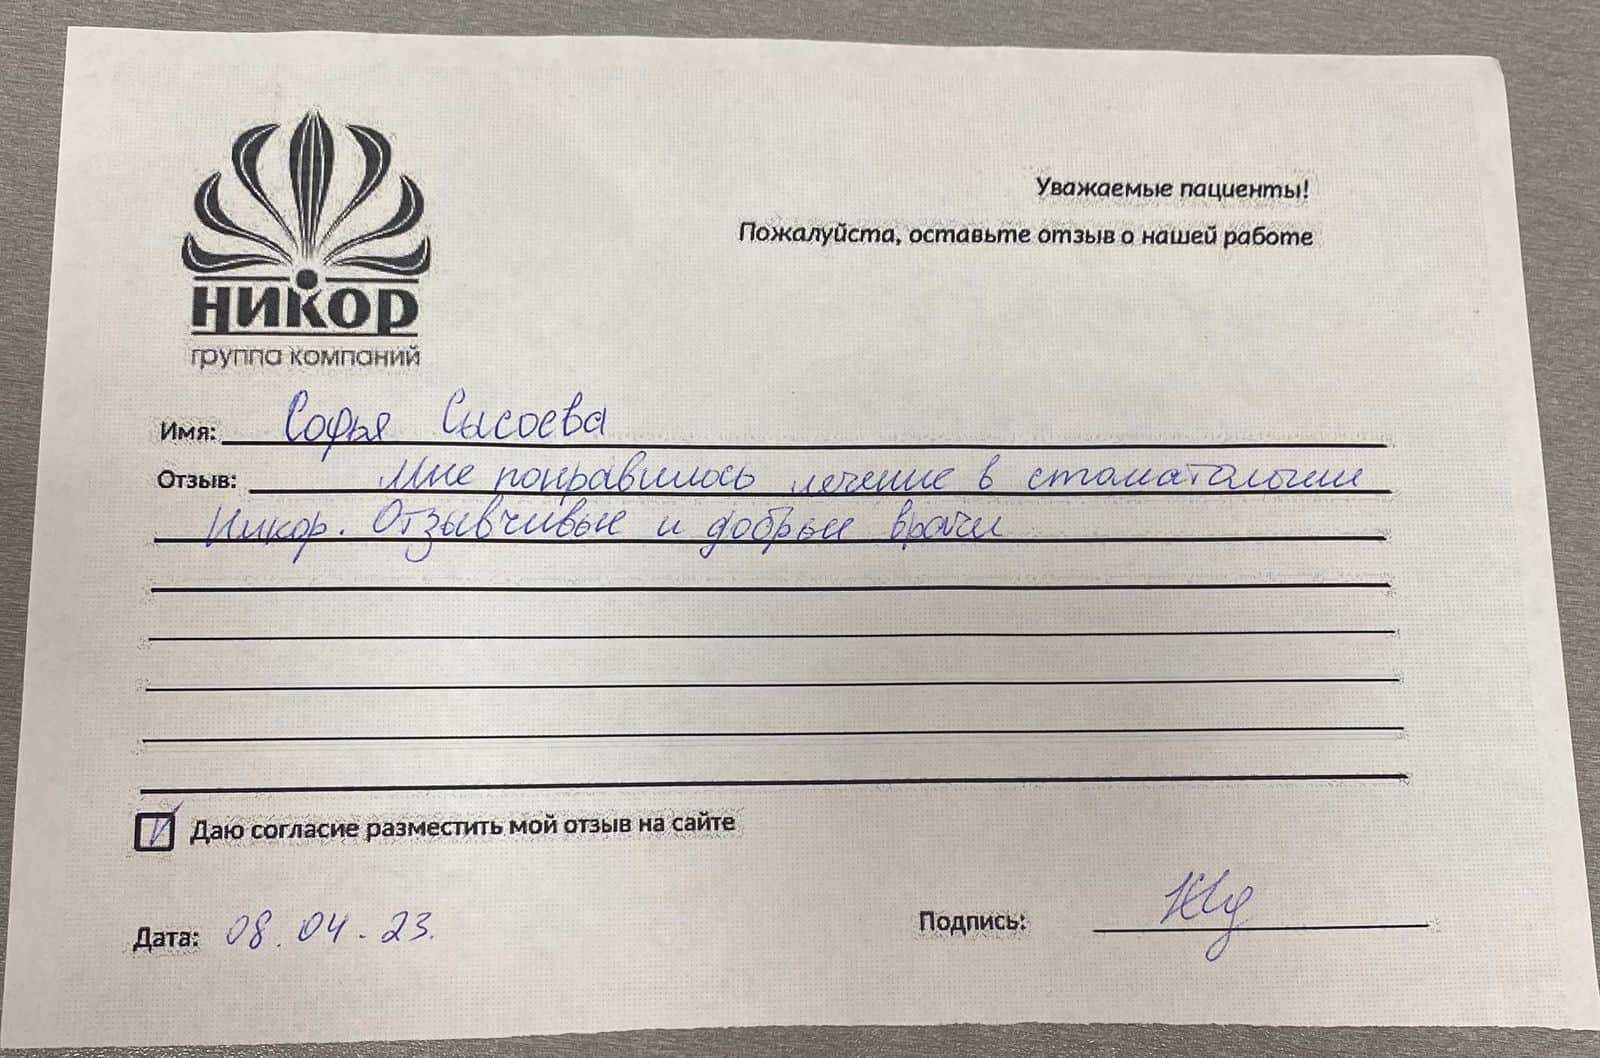 Уважаемые пациенты!
Пожалуйста, оставьте отзыв о нашей работе
НИКОР
группа компаний
Имя: Софья Сысоева
Отзыв: Мне понравилось лечение в стоматологии
Никор. Отзывчивые и добрые врачи
Даю согласие разместить мой отзыв на сайте
Дата: 08.04.23.
Подпись: